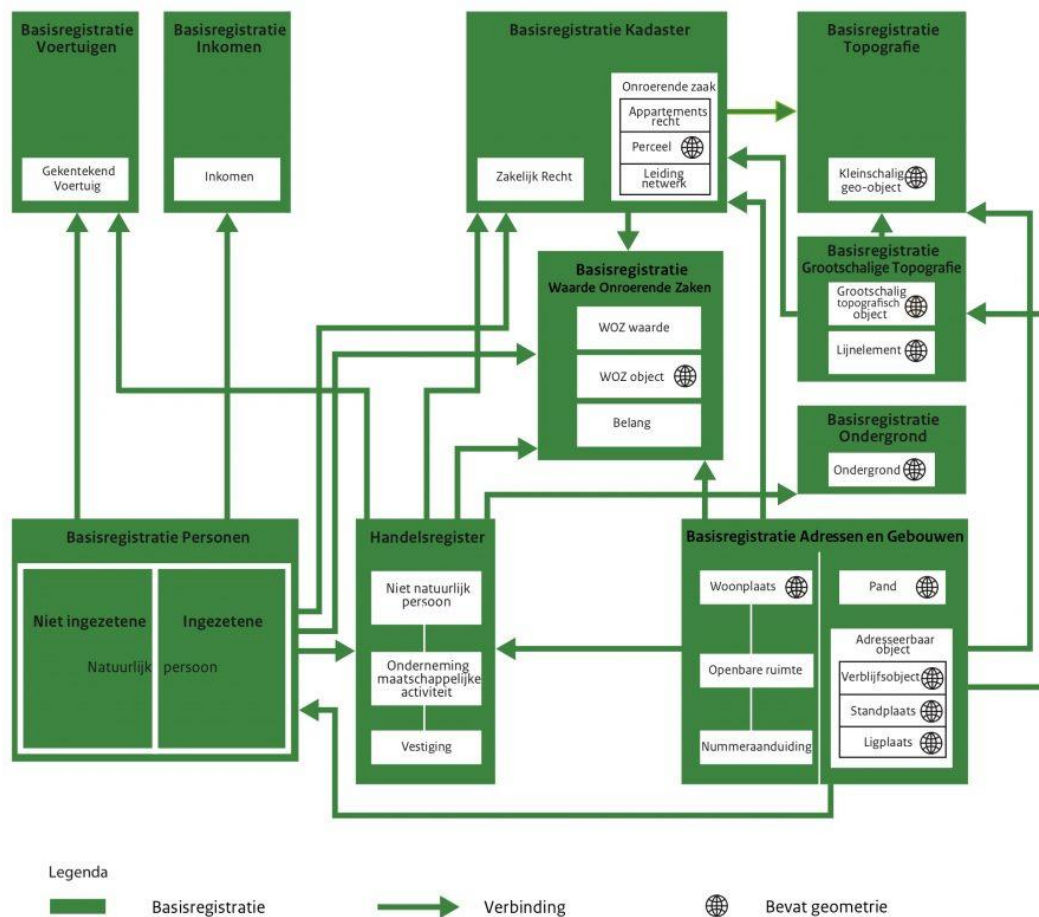 Basisregistratie
Voertuigen
Gekentekend
Voertuig
Basisregistratie
Inkomen
Inkomen
Basisregistratie Kadaster
Zakelijk Recht
Onroerende zaak
Appartements
recht
Perceel
Leiding
netwerk
Basisregistratie
Topografie
Kleinschalig
geo-object
Basisregistratie
Grootschalige Topografie
Grootschalig
topografisch
object
Lijnelement
Basisregistratie
Waarde Onroerende Zaken
WOZ waarde
WOZ object
Belang
Basisregistratie
Ondergrond
Ondergrond
Basisregistratie Personen
Niet ingezetene
Ingezetene
Natuurlijk persoon
Handelsregister
Niet natuurlijk
persoon
Onderneming
maatschappelijke
activiteit
Vestiging
Basisregistratie Adressen en Gebouwen
Woonplaats
Openbare ruimte
Nummeraanduiding
Pand
Adresseerbaar
object
Verblijfsobject
Standplaats
Ligplaats
Legenda
Basisregistratie
Verbinding
Bevat geometrie